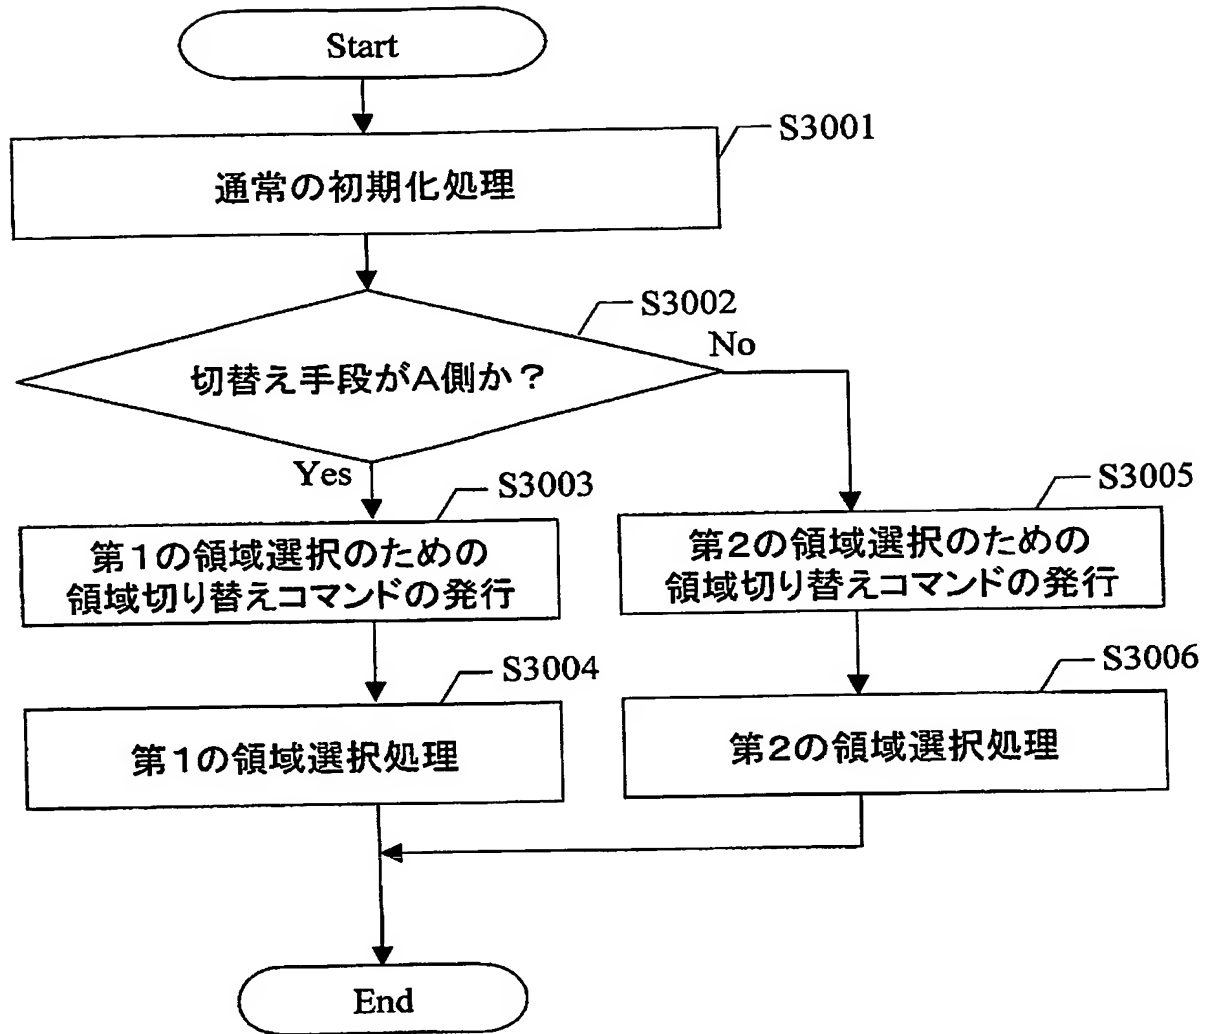 Start
S3001
通常の初期化処理
S3002
切替え手段がA側か?
No
Yes
S3003
第1の領域選択のための
領域切り替えコマンドの発行
S3005
第2の領域選択のための
領域切り替えコマンドの発行
S3004
第1の領域選択処理
S3006
第2の領域選択処理
End